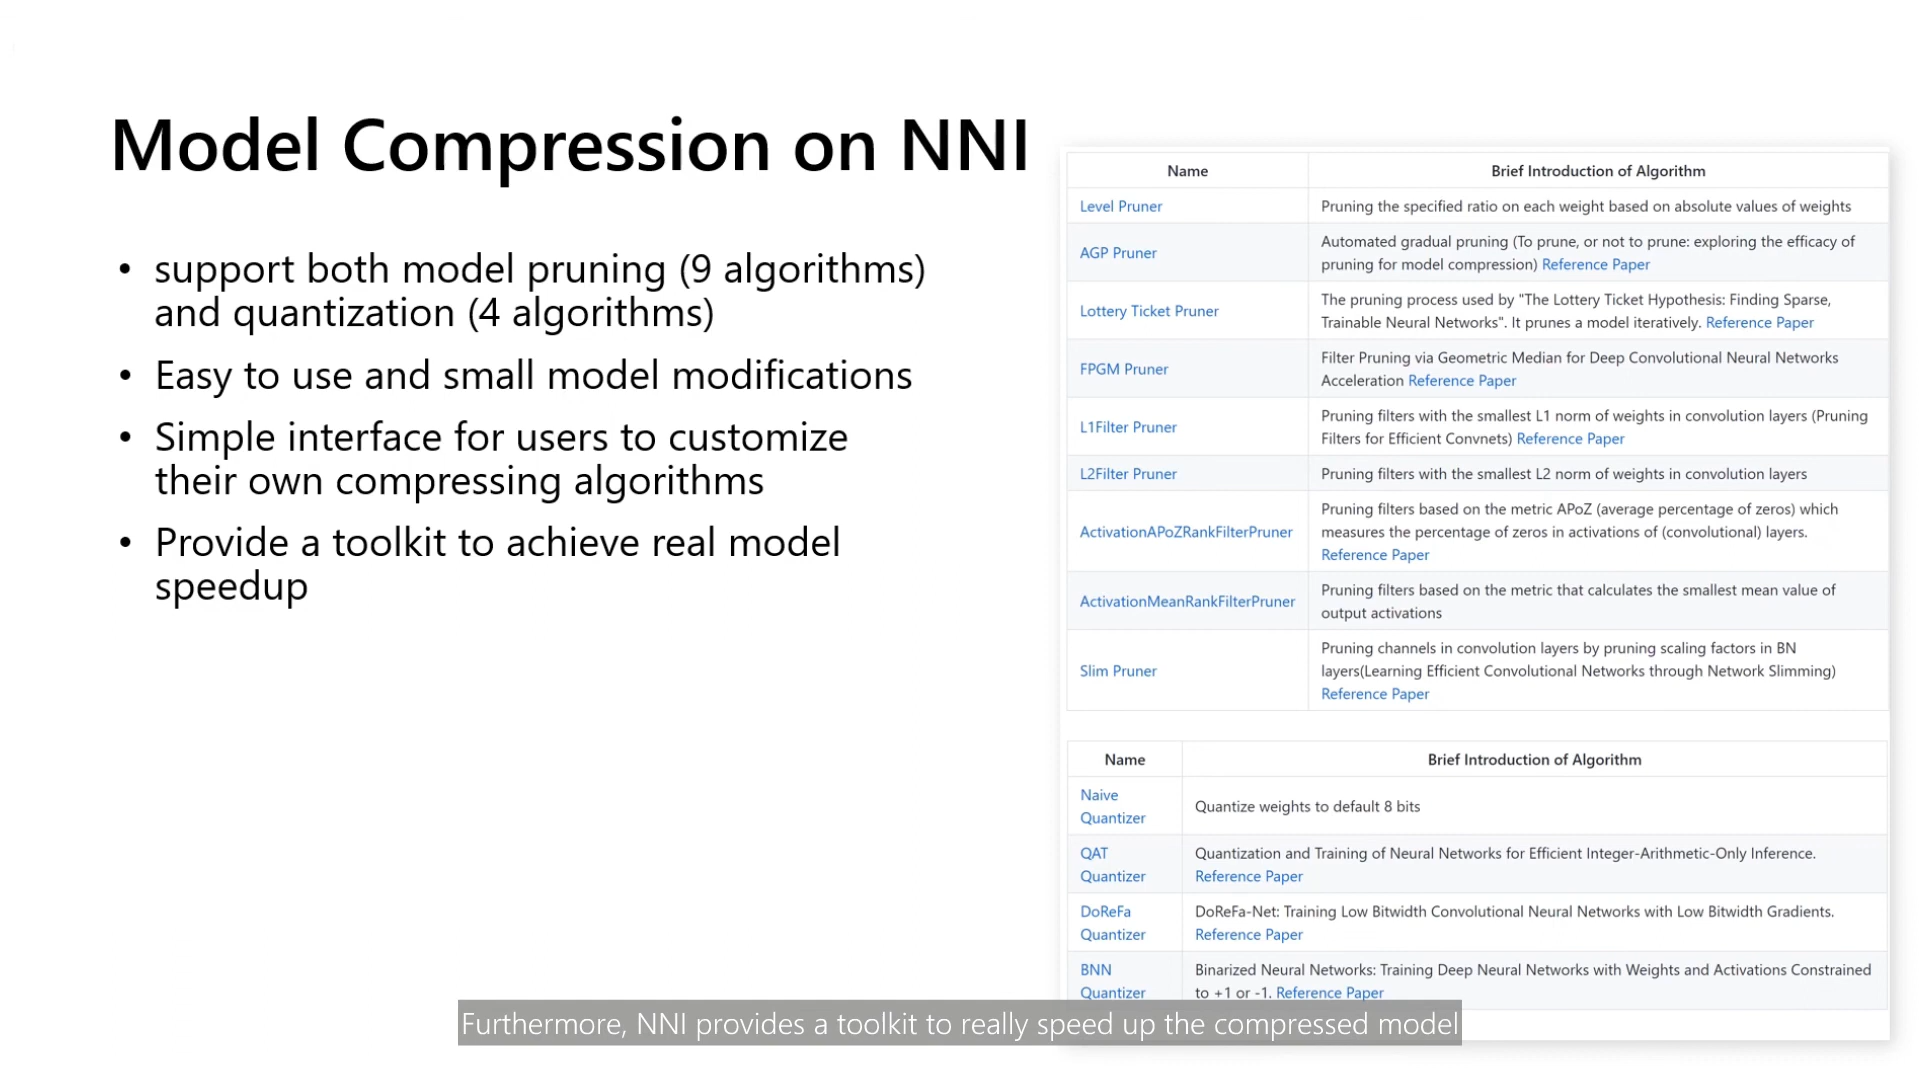 Model Compression on NNI
• support both model pruning (9 algorithms)
and quantization (4 algorithms)
• Easy to use and small model modifications
• Simple interface for users to customize
their own compressing algorithms
• Provide a toolkit to achieve real model
speedup
Name Brief Introduction of Algorithm
Level Pruner Pruning the specified ratio on each weight based on absolute values of weights
AGP Pruner
Automated gradual pruning (To prune, or not to prune: exploring the efficacy of
pruning for model compression) Reference Paper
Lottery Ticket Pruner
The pruning process used by "The Lottery Ticket Hypothesis: Finding Sparse,
Trainable Neural Networks". It prunes a model iteratively. Reference Paper
FPGM Pruner
Filter Pruning via Geometric Median for Deep Convolutional Neural Networks
Acceleration Reference Paper
L1Filter Pruner
Pruning filters with the smallest L1 norm of weights in convolution layers (Pruning
Filters for Efficient Convnets) Reference Paper
L2Filter Pruner Pruning filters with the smallest L2 norm of weights in convolution layers
ActivationAPoZRankFilterPruner
Pruning filters based on the metric APoZ (average percentage of zeros) which
measures the percentage of zeros in activations of (convolutional) layers.
Reference Paper
ActivationMeanRankFilterPruner
Pruning filters based on the metric that calculates the smallest mean value of
output activations
Slim Pruner
Pruning channels in convolution layers by pruning scaling factors in BN
layers(Learning Efficient Convolutional Networks through Network Slimming)
Reference Paper
Name Brief Introduction of Algorithm
Naive
Quantizer
Quantize weights to default 8 bits
QAT
Quantizer
Quantization and Training of Neural Networks for Efficient Integer-Arithmetic-Only Inference.
Reference Paper
DoReFa
Quantizer
DoReFa-Net: Training Low Bitwidth Convolutional Neural Networks with Low Bitwidth Gradients.
Reference Paper
BNN
Quantizer
Binarized Neural Networks: Training Deep Neural Networks with Weights and Activations Constrained
to +1 or -1. Reference Paper
Furthermore, NNI provides a toolkit to really speed up the compressed model